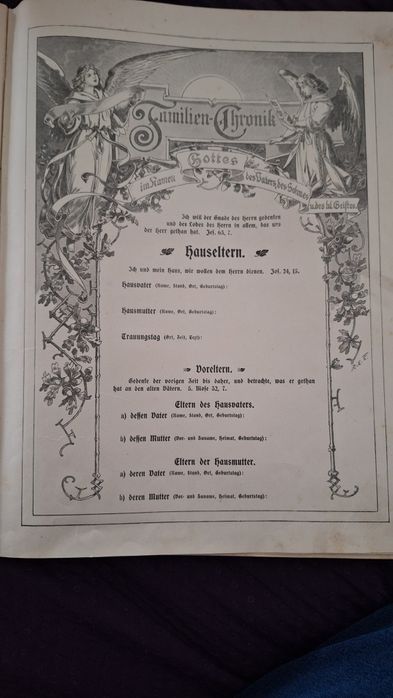 Familien-Chronik
im Namen Gottes des Vaters, des Sohnes
u. des hl. Geistes.
Ich will der Gnade des Herrn gedenken
und des Lobes des Herrn in allem, das uns
der Herr gethan hat. Jes. 63, 7.
Hauseltern.
Ich und mein Haus, wir wollen dem Herrn dienen. Jos. 24, 15.
Hausvater (Name, Stand, Ort, Geburtstag):
Hausmutter (Name, Ort, Geburtstag):
Trauungstag (Ort, Zeit, Text):
Voreltern.
Gedenke der vorigen Zeit bis daher, und betrachte, was er gethan
hat an den alten Vätern. 5. Mose 32, 7.
Eltern des Hausvaters.
a) dessen Vater (Name, Stand, Ort, Geburtstag):
b) dessen Mutter (Vor- und Zuname, Heimat, Geburtstag):
Eltern der Hausmutter.
a) deren Vater (Name, Stand, Ort, Geburtstag):
b) deren Mutter (Vor- und Zuname, Heimat, Geburtstag):